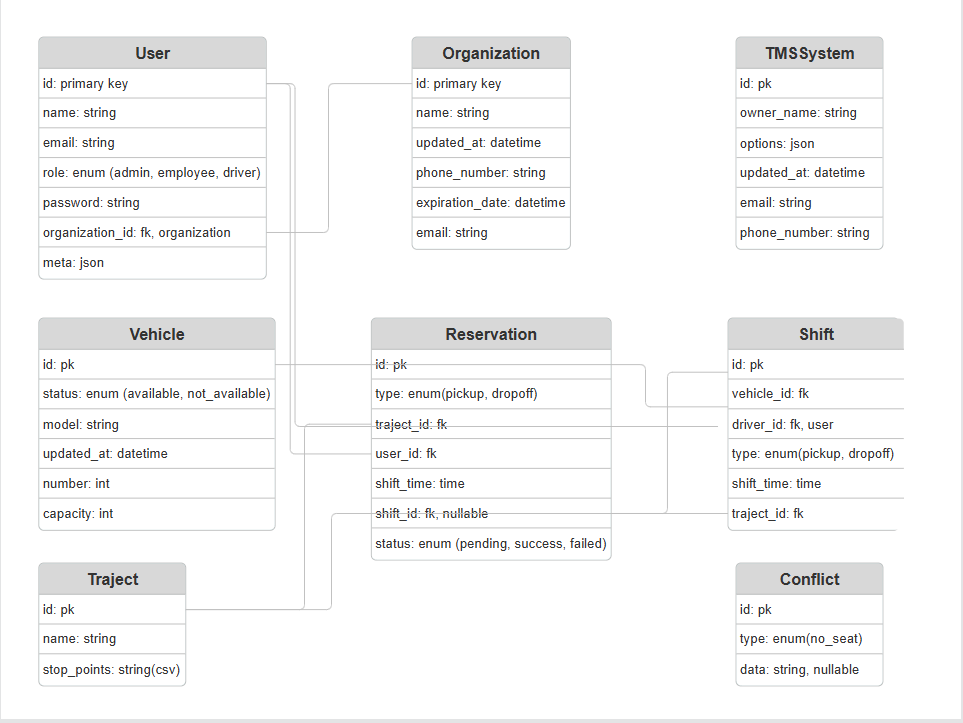 User
id: primary key
name: string
email: string
role: enum (admin, employee, driver)
password: string
organization_id: fk, organization
meta: json
Organization
id: primary key
name: string
updated_at: datetime
phone_number: string
expiration_date: datetime
email: string
TMSSystem
id: pk
owner_name: string
options: json
updated_at: datetime
email: string
phone_number: string
Vehicle
id: pk
status: enum (available, not_available)
model: string
updated_at: datetime
number: int
capacity: int
Reservation
id: pk
type: enum(pickup, dropoff)
traject_id: fk
user_id: fk
shift_time: time
shift_id: fk, nullable
status: enum (pending, success, failed)
Shift
id: pk
vehicle_id: fk
driver_id: fk, user
type: enum(pickup, dropoff)
shift_time: time
traject_id: fk
Traject
id: pk
name: string
stop_points: string(csv)
Conflict
id: pk
type: enum(no_seat)
data: string, nullable